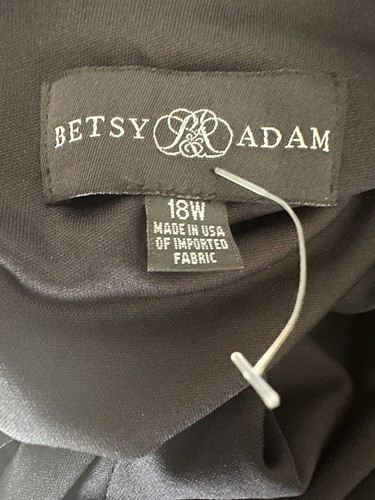 BETSY ADAM
18W
MADE IN USA
OF IMPORTED
FABRIC